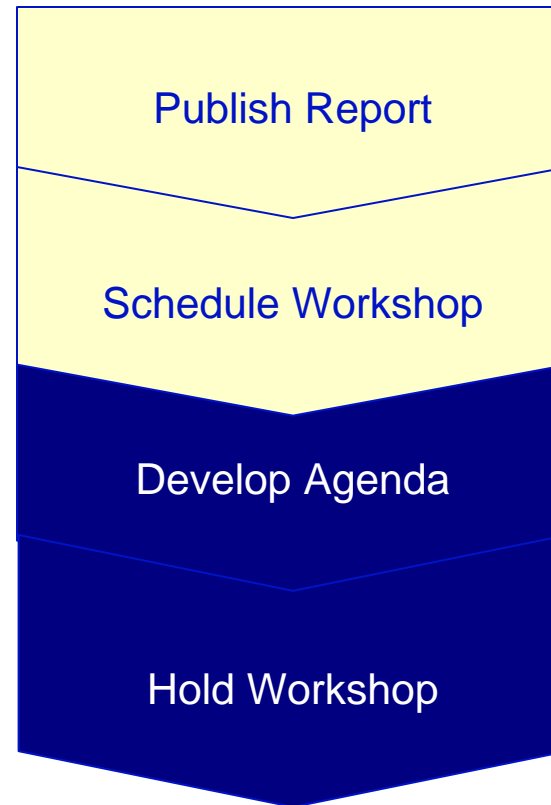 Publish Report
Schedule Workshop
Develop Agenda
Hold Workshop